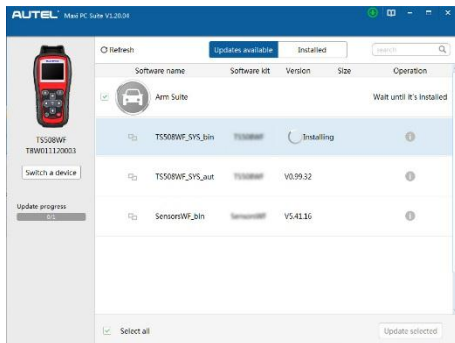 AUTEL Maxi PC Suite V1.20.04
Refresh
Updates available
Installed
search
Software name
Software kit
Version
Size
Operation
Arm Suite
Wait until it's Installed
TS508WF_SYS_bin
Installing
TS508WF_SYS_aut
V0.99.32
SensorsWF_bin
V5.41.16
TS508WF
T8W011120003
Switch a device
Update progress
0/1
Select all
Update selected